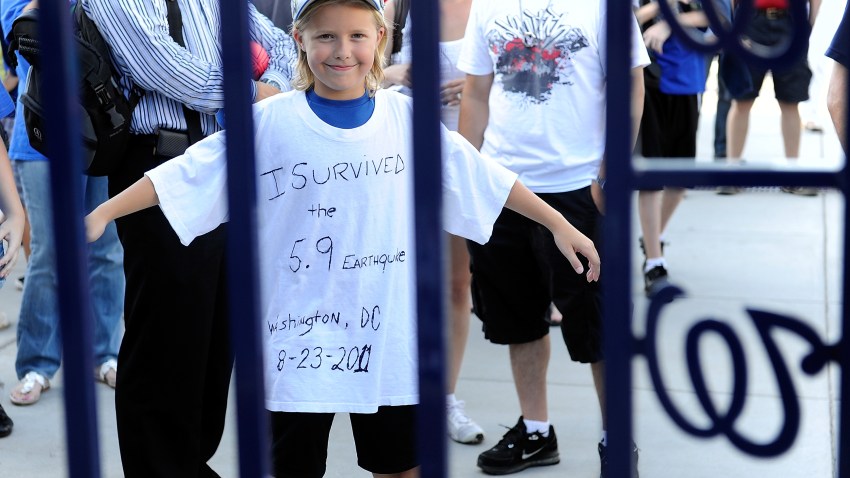 I SURVIVED
the
5.9 EARTHQUAKE
Washington, DC
8-23-2011